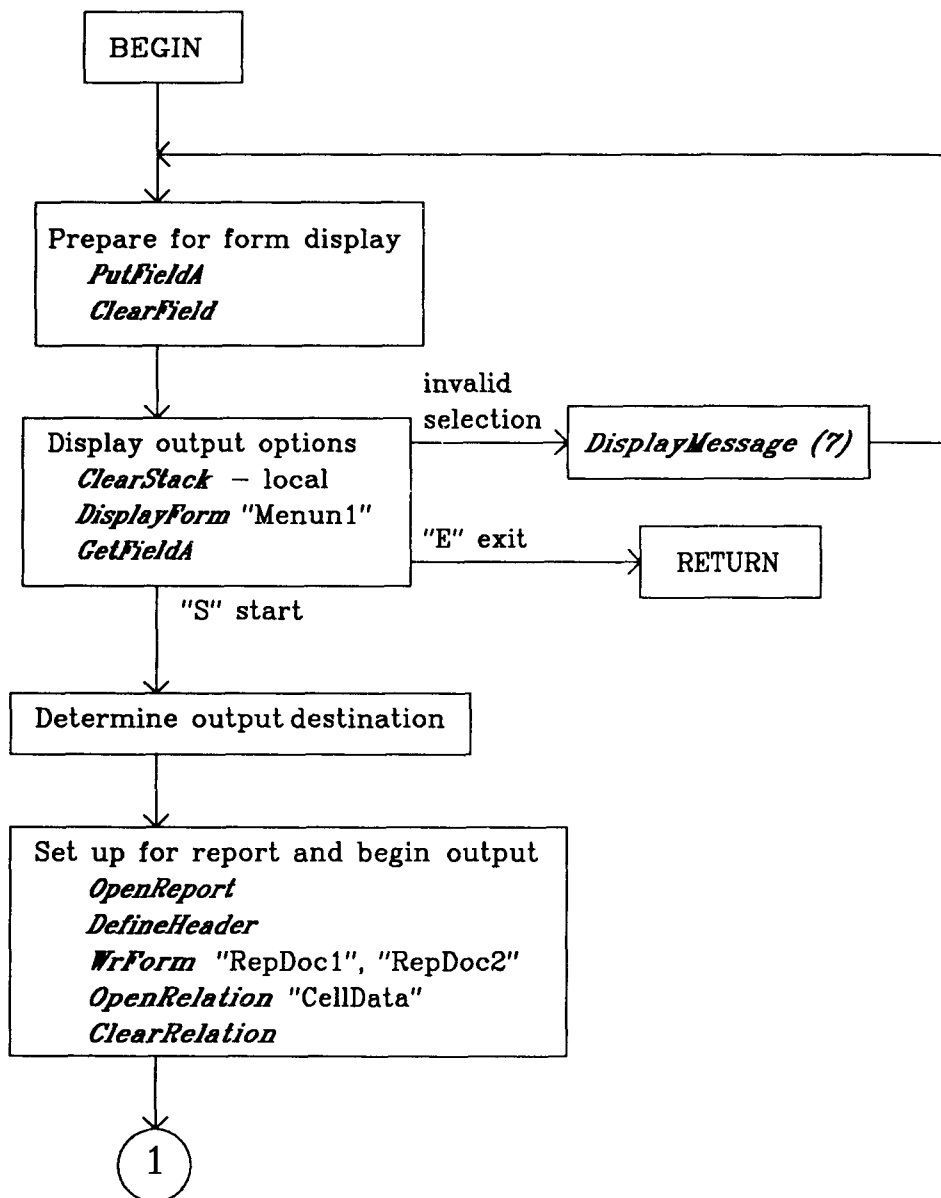 BEGIN
Prepare for form display
PutFieldA
ClearField
Display output options
ClearStack – local
DisplayForm "Menun1"
GetFieldA
invalid
selection
DisplayMessage (7)
"E" exit
RETURN
"S" start
Determine output destination
Set up for report and begin output
OpenReport
DefineHeader
WrForm "RepDoc1", "RepDoc2"
OpenRelation "CellData"
ClearRelation
1